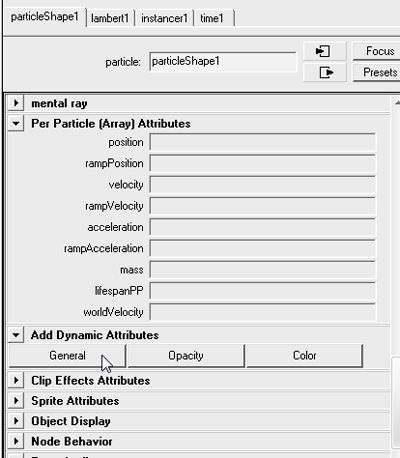 particleShape1 lambert1 instancer1 time1
particle: particleShape1 Focus
Presets
mental ray
Per Particle (Array) Attributes
position
rampPosition
velocity
rampVelocity
acceleration
rampAcceleration
mass
lifespanPP
worldVelocity
Add Dynamic Attributes
General Opacity Color
Clip Effects Attributes
Sprite Attributes
Object Display
Node Behavior